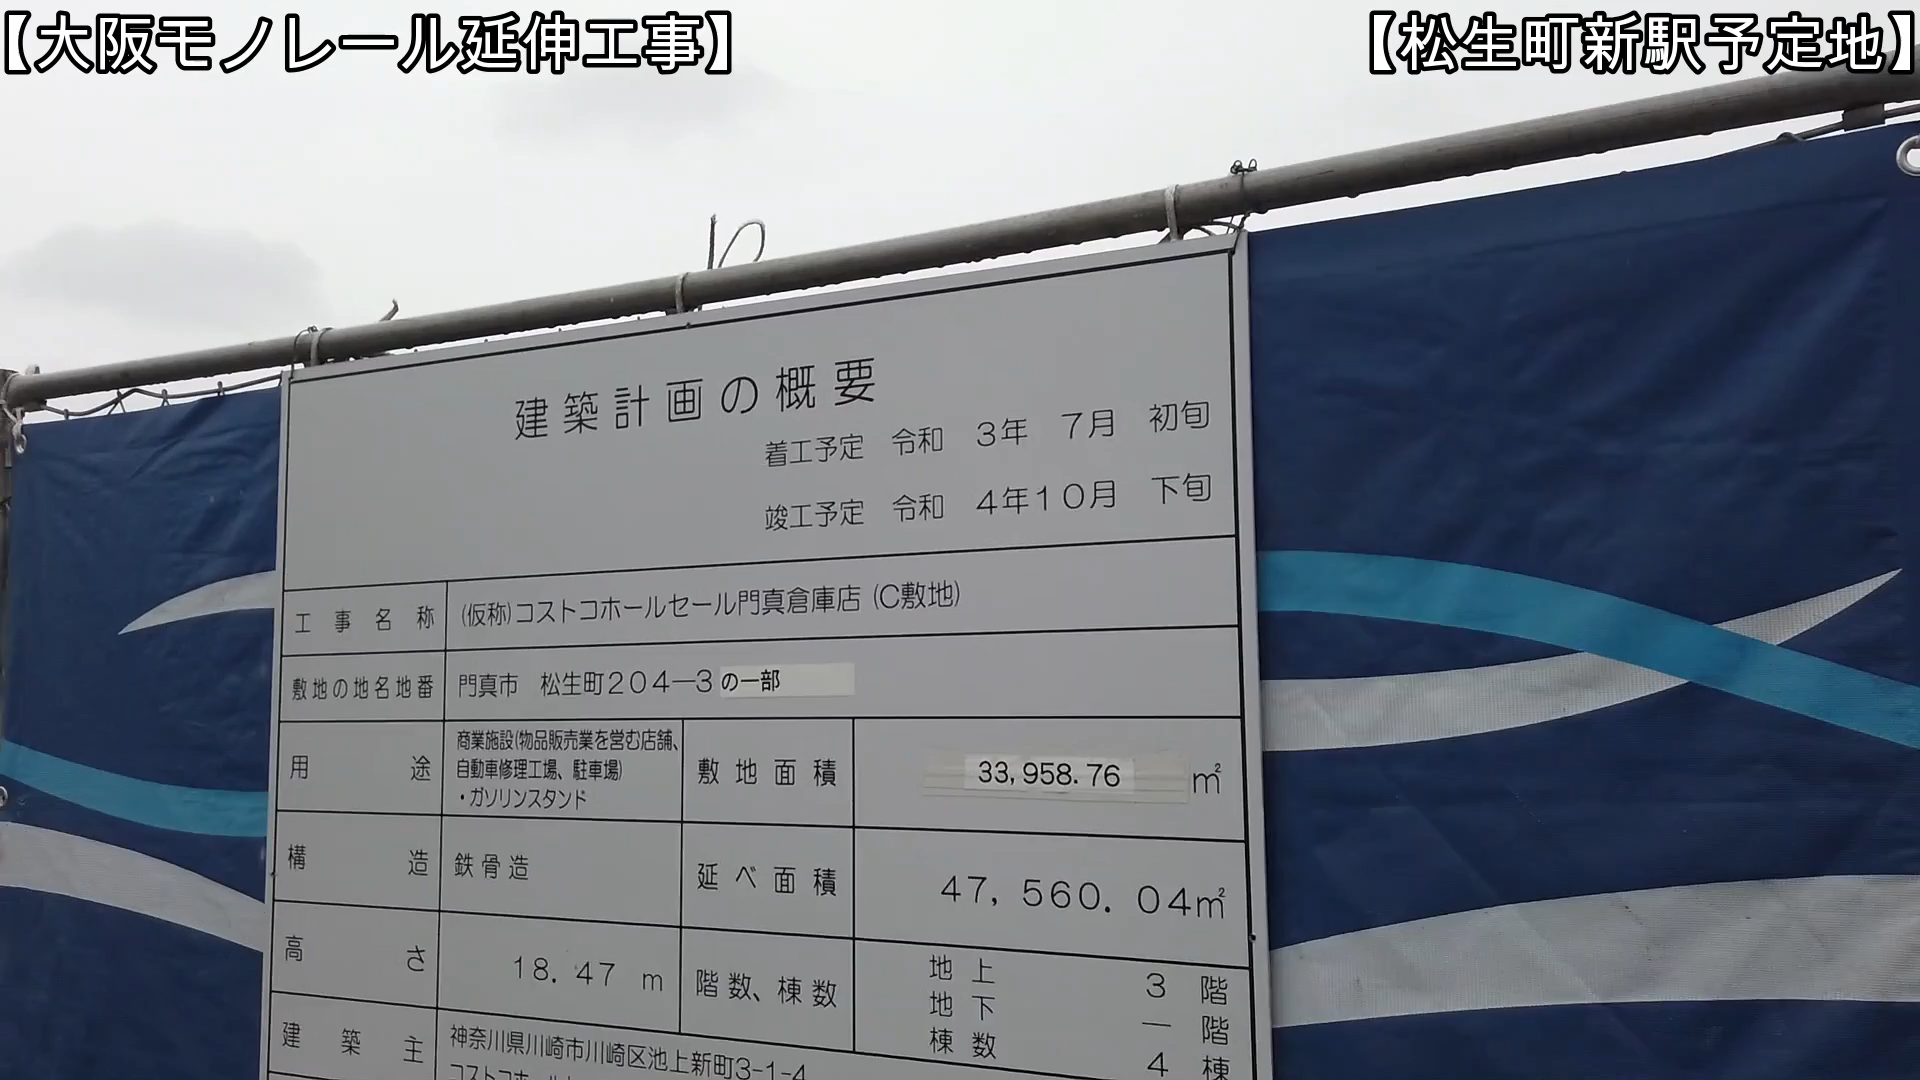 【大阪モノレール延伸工事】
【松生町新駅予定地】
建築計画の概要
着工予定 令和 3年 7月 初旬
竣工予定 令和 4年10月 下旬
工事名称 (仮称)コストコホールセール門真倉庫店(C敷地)
敷地の地名地番 門真市 松生町204—3の一部
用途 商業施設(物品販売業を営む店舗、
自動車修理工場、駐車場)
・ガソリンスタンド
敷地面積 33,958.76 ㎡
構造 鉄骨造
延べ面積 47,560.04㎡
高さ 18.47 m
階数、棟数 地上 3 階
地下 — 階
棟数 4 棟
建築主 神奈川県川崎市川崎区池上新町3-1-4